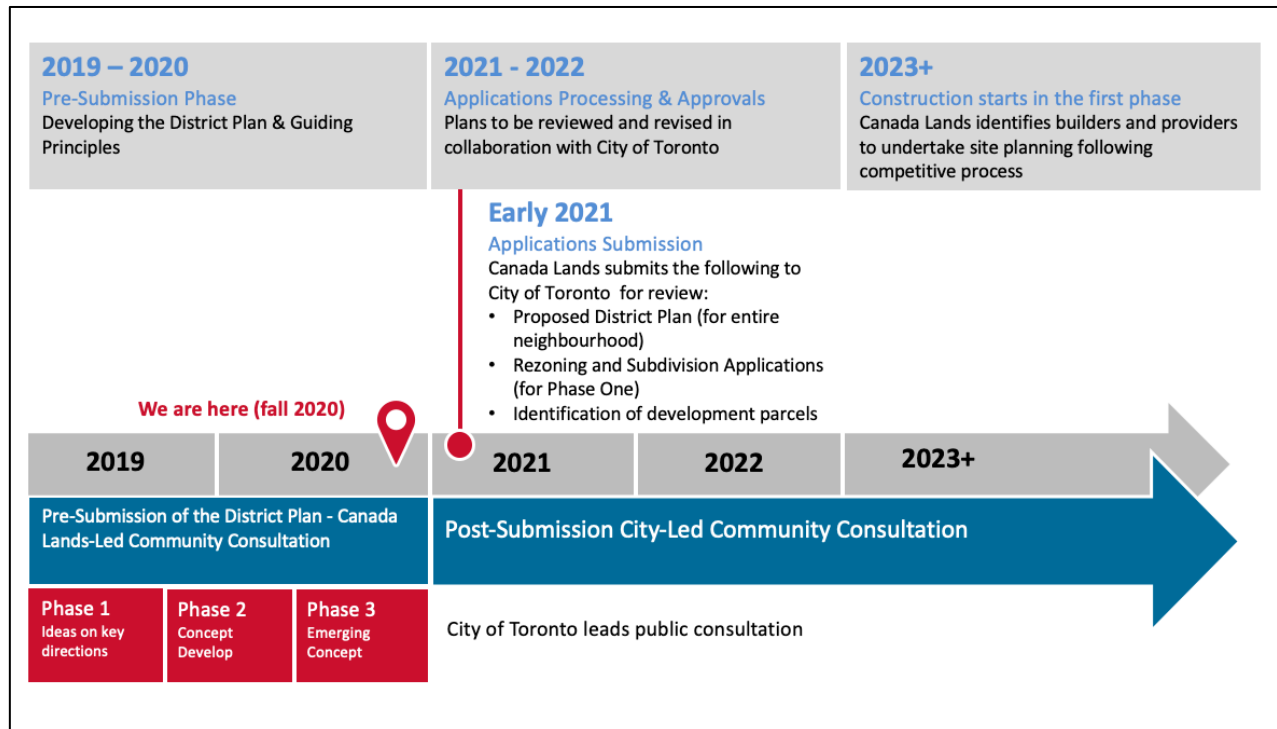 2019 – 2020
Pre-Submission Phase
Developing the District Plan & Guiding
Principles
2021 - 2022
Applications Processing & Approvals
Plans to be reviewed and revised in
collaboration with City of Toronto
2023+
Construction starts in the first phase
Canada Lands identifies builders and providers
to undertake site planning following
competitive process
Early 2021
Applications Submission
Canada Lands submits the following to
City of Toronto for review:
• Proposed District Plan (for entire
neighbourhood)
• Rezoning and Subdivision Applications
(for Phase One)
• Identification of development parcels
We are here (fall 2020)
2019
2020
2021
2022
2023+
Pre-Submission of the District Plan - Canada
Lands-Led Community Consultation
Post-Submission City-Led Community Consultation
Phase 1
Ideas on key
directions
Phase 2
Concept
Develop
Phase 3
Emerging
Concept
City of Toronto leads public consultation